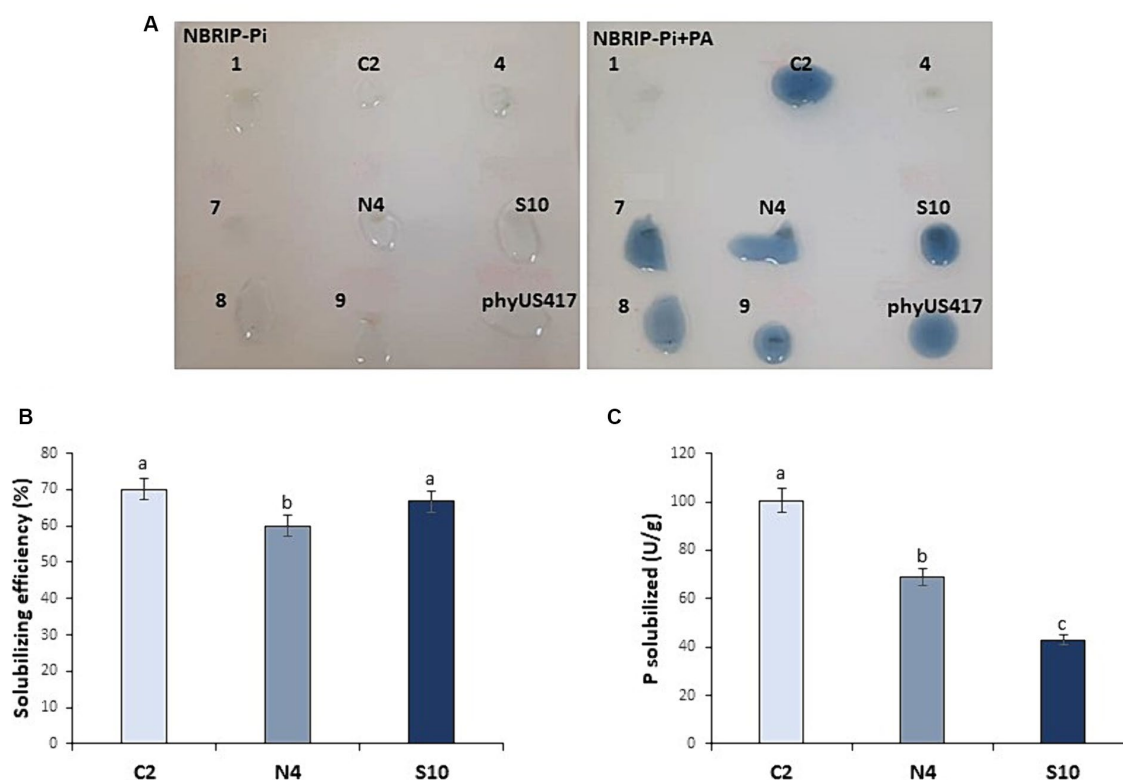 A
NBRIP-Pi
1 C2 4
7 N4 S10
8 9 phyUS417
NBRIP-Pi+PA
1 C2 4
7 N4 S10
8 9 phyUS417
B
Solubilizing efficiency (%)
80
70
60
50
40
30
20
10
0
a
b
a
C2 N4 S10
C
P solubilized (U/g)
120
100
80
60
40
20
0
a
b
c
C2 N4 S10